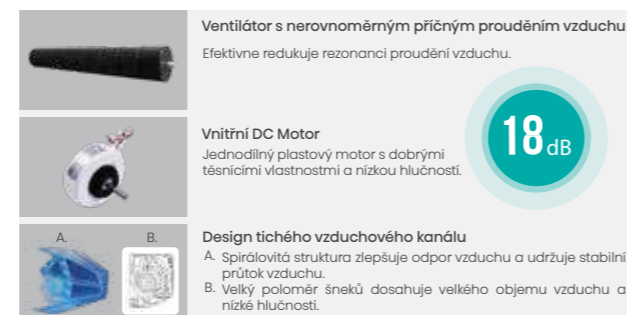 Ventilátor s nerovnoměrným příčným prouděním vzduchu
Efektivne redukuje rezonanci proudění vzduchu.
18 dB
Vnitřní DC Motor
Jednodílný plastový motor s dobrými
těsnícími vlastnostmi a nízkou hlučností.
A. B.
Design tichého vzduchového kanálu
A. Spirálovitá struktura zlepšuje odpor vzduchu a udržuje stabilní
průtok vzduchu.
B. Velký poloměr šneků dosahuje velkého objemu vzduchu a
nízké hlučnosti.